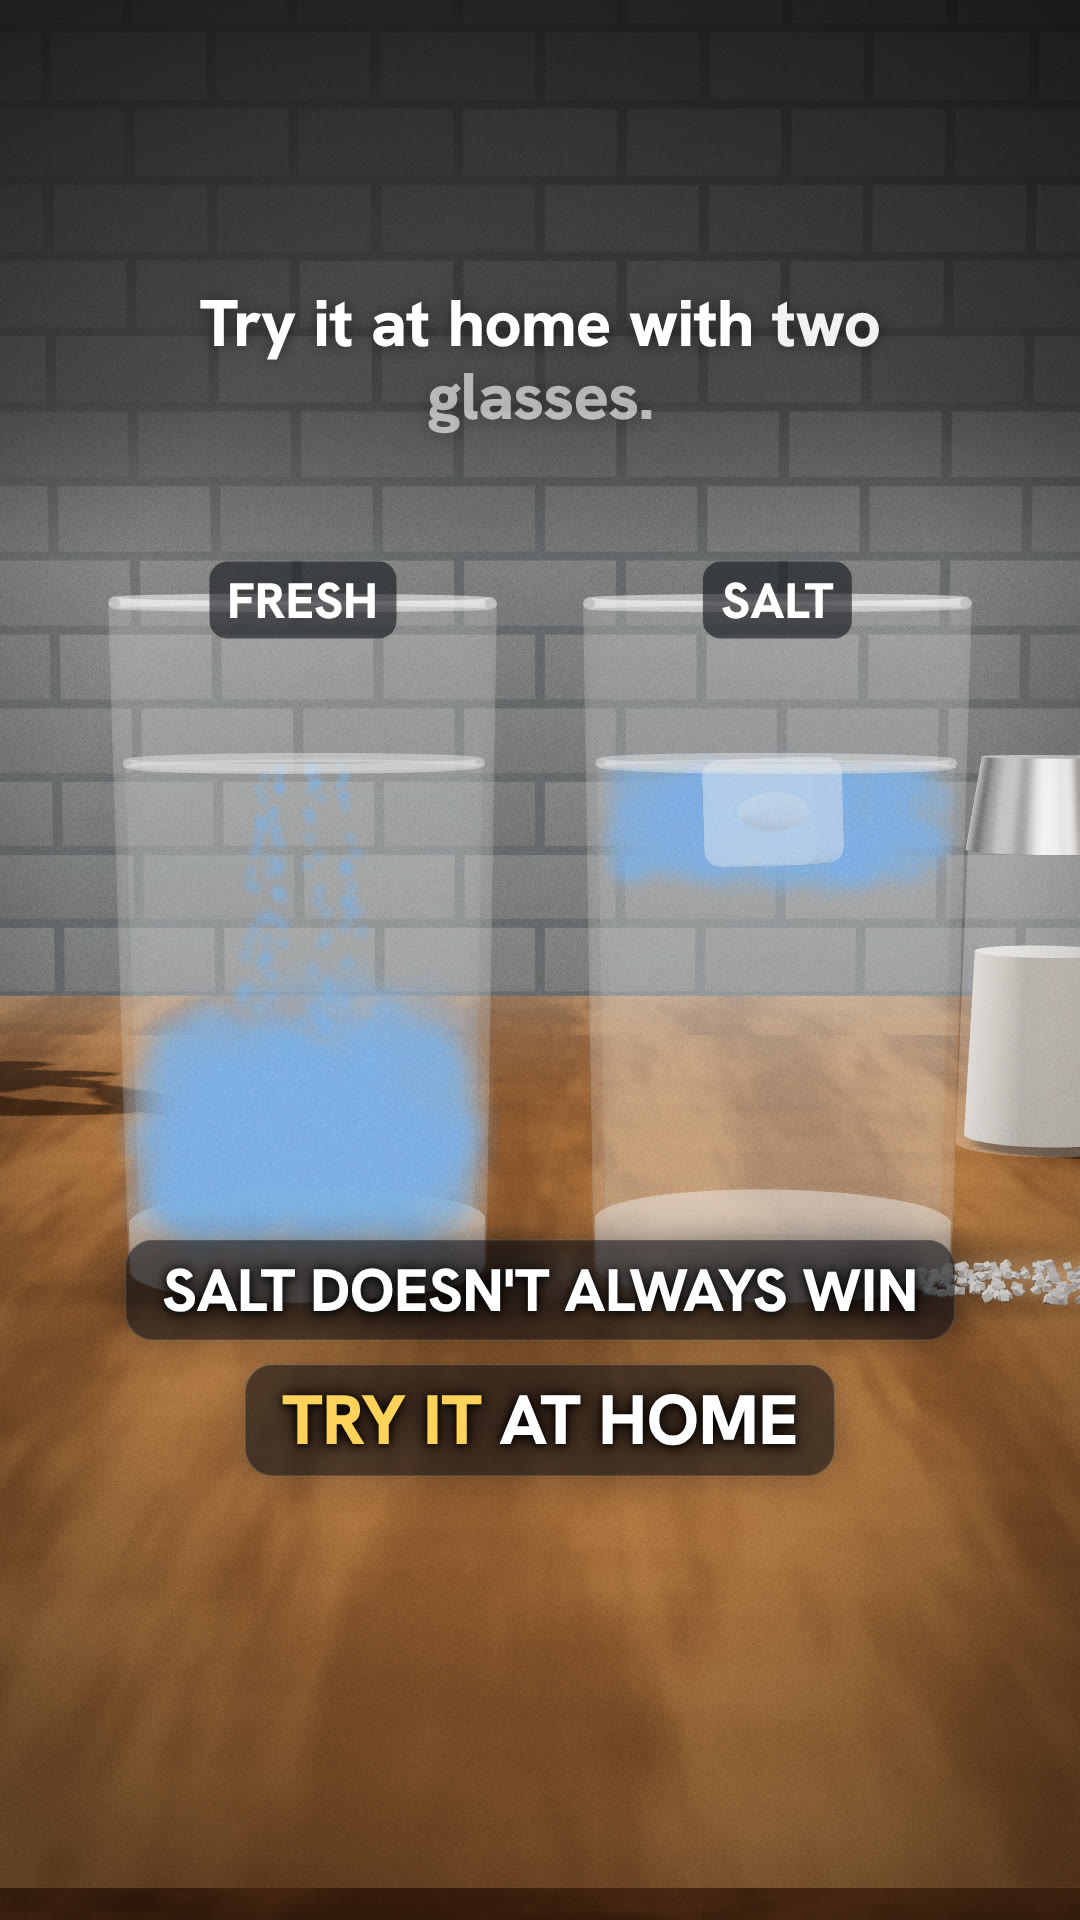 Try it at home with two
glasses.
FRESH
SALT
SALT DOESN'T ALWAYS WIN
TRY IT AT HOME